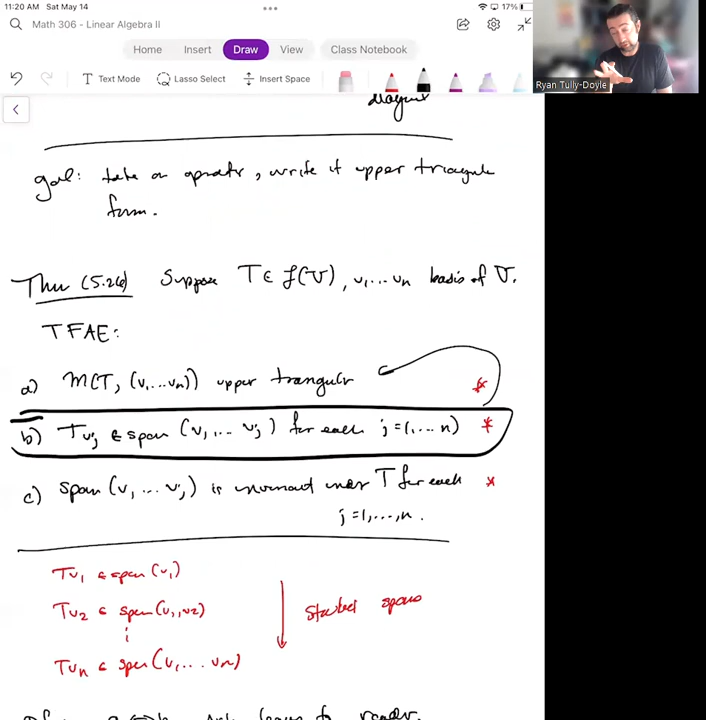 11:20 AM Sat May 14
17%
Math 306 - Linear Algebra II
Home Insert Draw View Class Notebook
Text Mode Lasso Select Insert Space
Ryan Tully-Doyle
goal: take an operator, write it upper triangular
form.
Thm (5.26) Suppose T ∈ L(V), v₁, ... vₙ basis of V.
TFAE:
a) M(T, (v₁, ... vₙ)) upper triangular *
b) Tvⱼ ∈ span (v₁, ... vⱼ) for each j = 1, ... n) *
c) span (v₁, ... vⱼ) is invariant under T for each *
j = 1, ..., n.
Tv₁ ∈ span (v₁)
Tv₂ ∈ span (v₁, v₂) spans
⋮
Tvₙ ∈ span (v₁, ... vₙ)